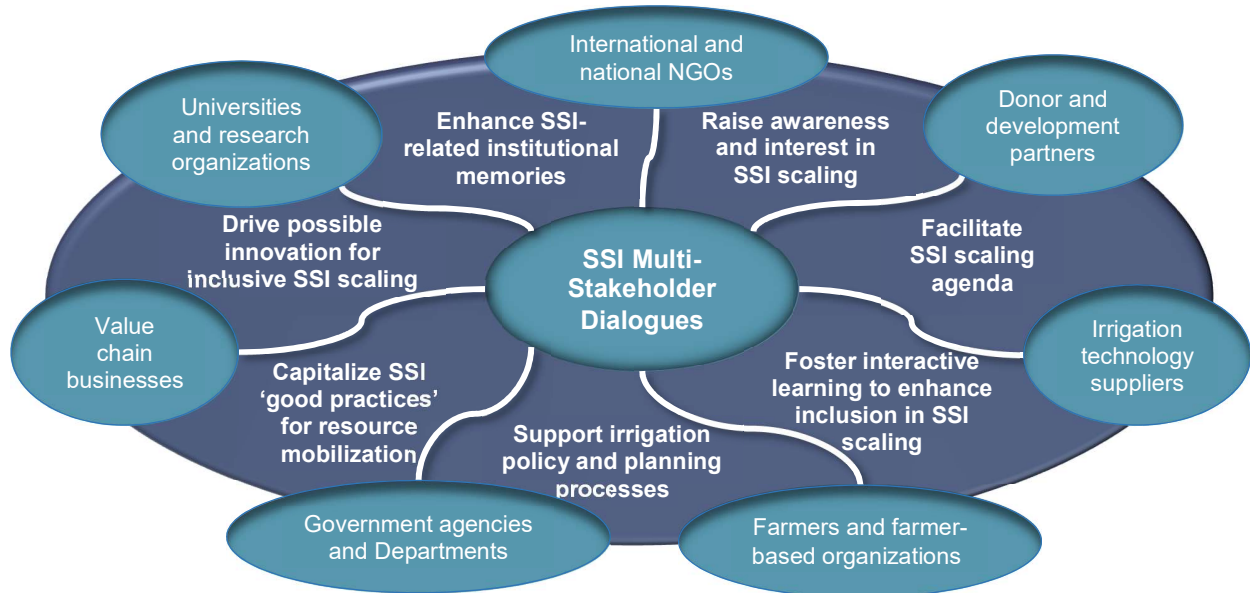 International and
national NGOs
Universities
and research
organizations
Donor and
development
partners
Enhance SSI-
related institutional
memories
Raise awareness
and interest in
SSI scaling
Drive possible
innovation for
inclusive SSI scaling
Facilitate
SSI scaling
agenda
SSI Multi-
Stakeholder
Dialogues
Value
chain
businesses
Irrigation
technology
suppliers
Capitalize SSI
‘good practices’
for resource
mobilization
Foster interactive
learning to enhance
inclusion in SSI
scaling
Support irrigation
policy and planning
processes
Government agencies
and Departments
Farmers and farmer-
based organizations